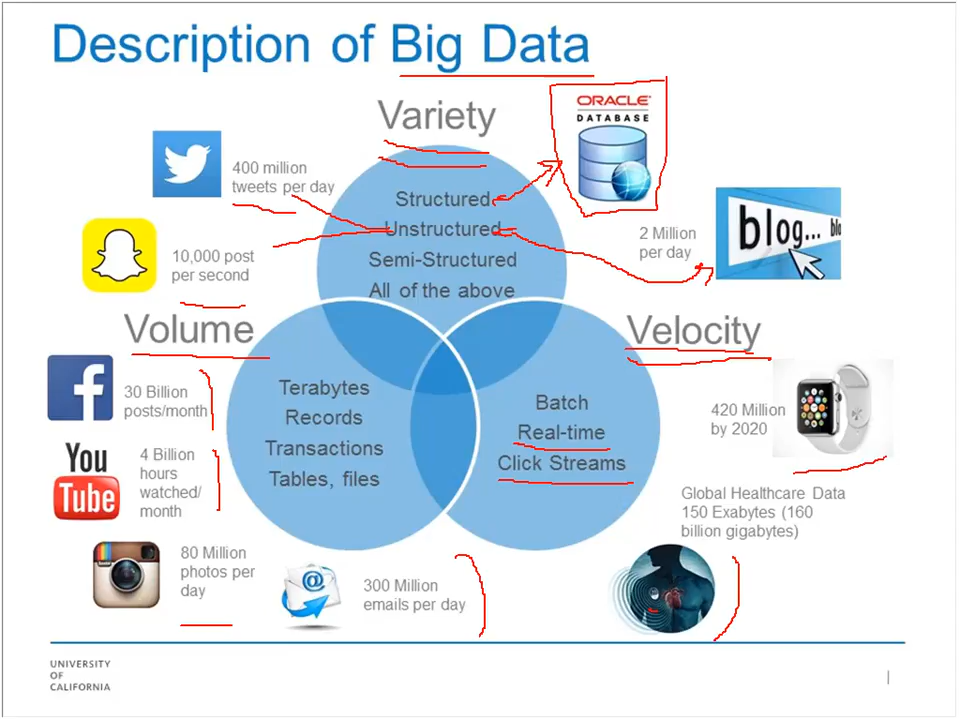 Description of Big Data
Variety
ORACLE
DATABASE
400 million
tweets per day
Structured
Unstructured
Semi-Structured
All of the above
2 Million
per day
blog...
10,000 post
per second
Volume
Velocity
30 Billion
posts/month
Terabytes
Records
Transactions
Tables, files
Batch
Real-time
Click Streams
420 Million
by 2020
You
Tube
4 Billion
hours
watched/
month
Global Healthcare Data
150 Exabytes (160
billion gigabytes)
80 Million
photos per
day
300 Million
emails per day
UNIVERSITY
OF
CALIFORNIA